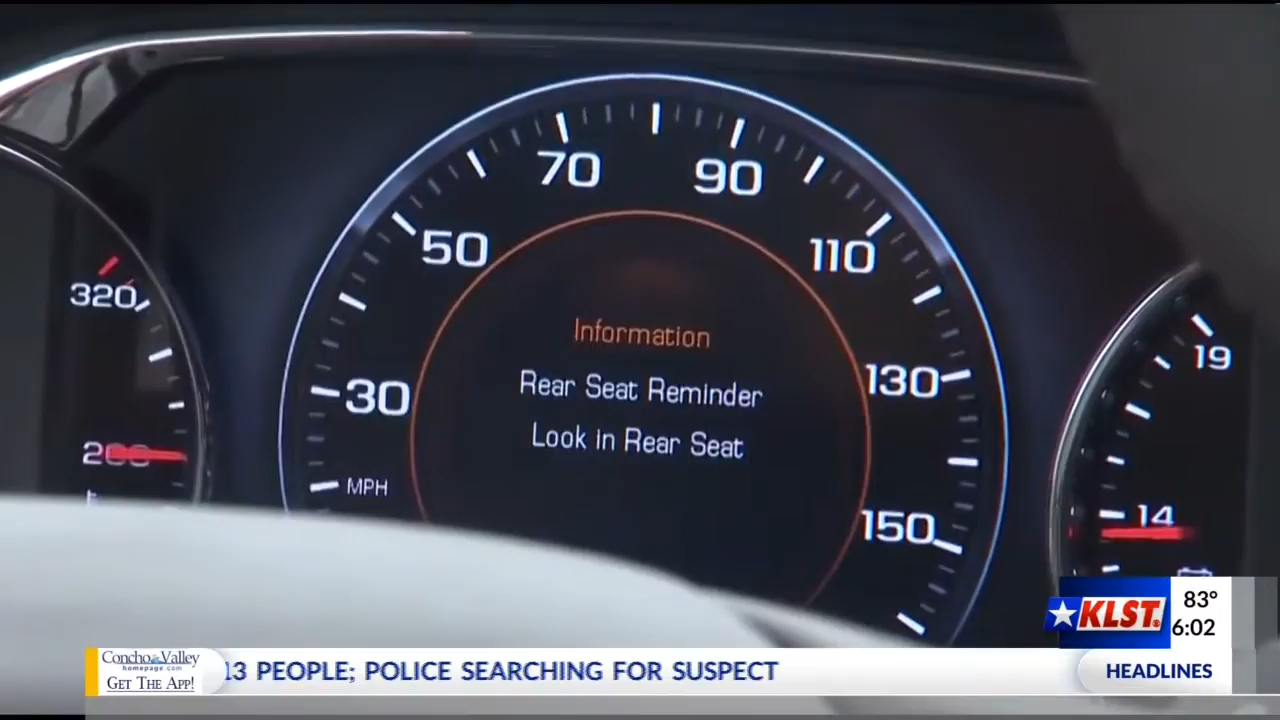 70
90
50
110
320
19
Information
30
Rear Seat Reminder
130
Look in Rear Seat
MPH
150
14
KLST
83°
6:02
Concho Valley
homepage.com
GET THE APP!
13 PEOPLE; POLICE SEARCHING FOR SUSPECT
HEADLINES